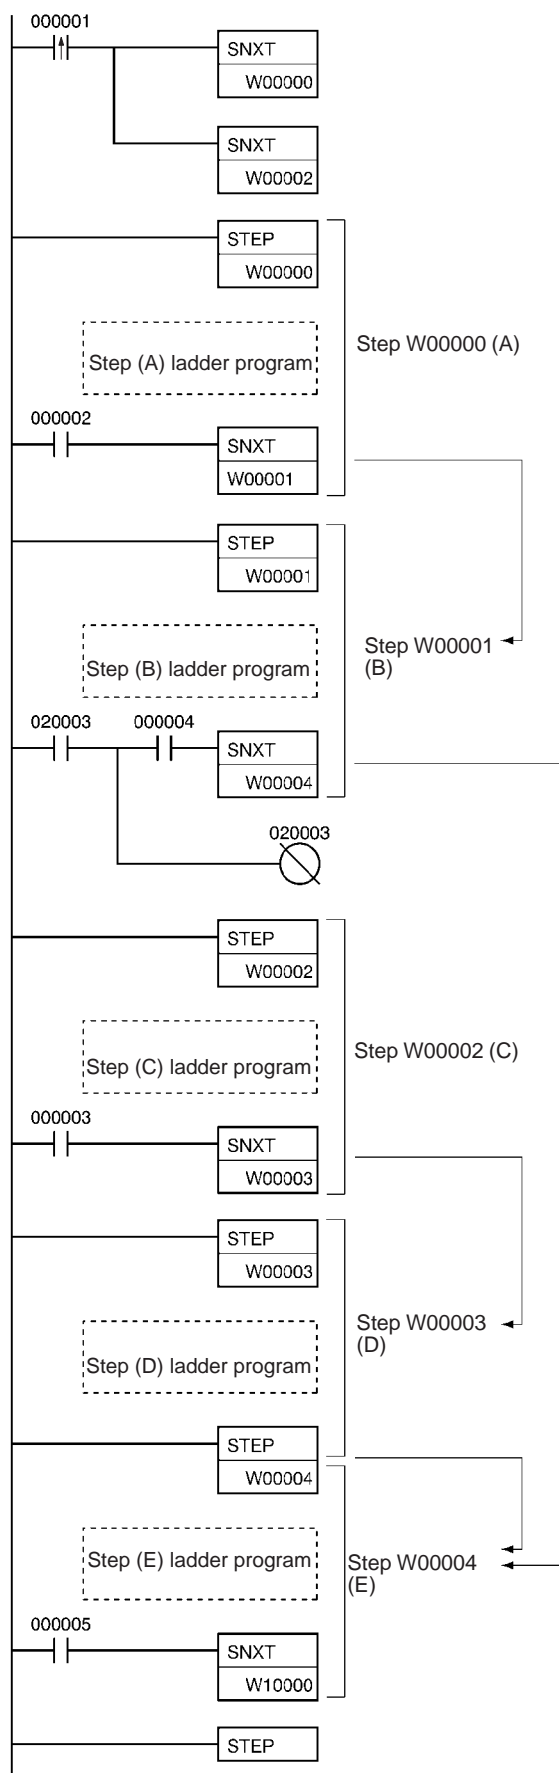 000001
SNXT
W00000
SNXT
W00002
STEP
W00000
Step W00000 (A)
Step (A) ladder program
000002
SNXT
W00001
STEP
W00001
Step W00001
(B)
Step (B) ladder program
020003
000004
SNXT
W00004
020003
STEP
W00002
Step W00002 (C)
Step (C) ladder program
000003
SNXT
W00003
STEP
W00003
Step W00003
(D)
Step (D) ladder program
STEP
W00004
Step (E) ladder program
Step W00004
(E)
000005
SNXT
W10000
STEP